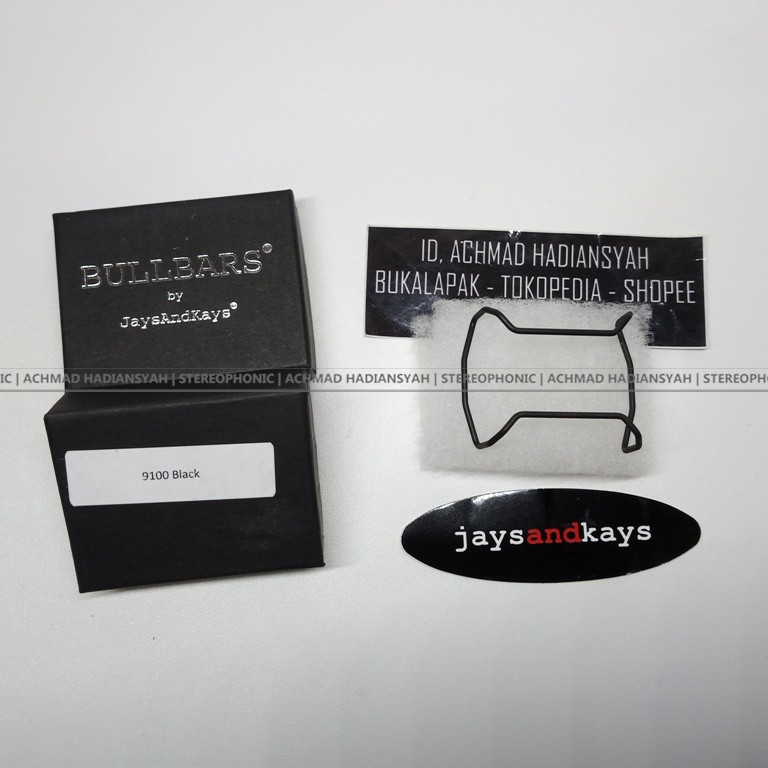 BULLBARS®
by
JaysAndKays®
9100 Black
ID, ACHMAD HADIANSYAH
BUKALAPAK - TOKOPEDIA - SHOPEE
IC | ACHMAD HADIANSYAH | STEREOPHONIC | ACHMAD HADIANSYAH | STEREOPHONIC | ACHMAD HADIANSYAH | STEREOPHO
jaysandkays